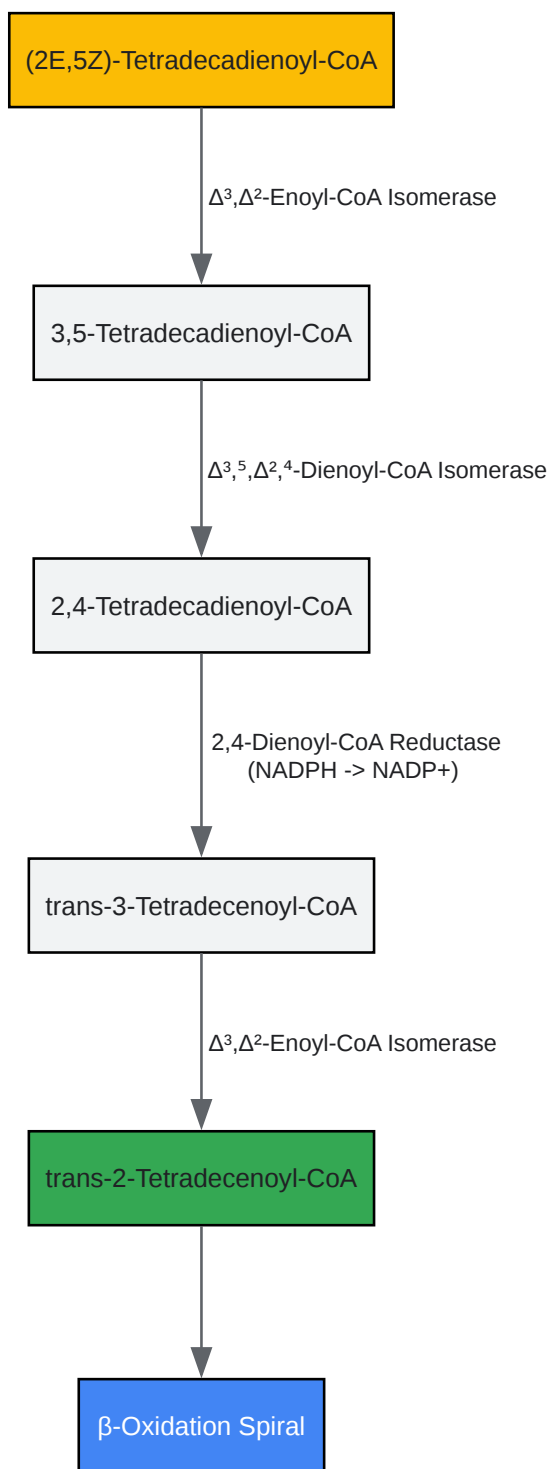 (2E,5Z)-Tetradecadienoyl-CoA
Δ³,Δ²-Enoyl-CoA Isomerase
3,5-Tetradecadienoyl-CoA
Δ³,⁵,Δ²,⁴-Dienoyl-CoA Isomerase
2,4-Tetradecadienoyl-CoA
2,4-Dienoyl-CoA Reductase
(NADPH -> NADP+)
trans-3-Tetradecenoyl-CoA
Δ³,Δ²-Enoyl-CoA Isomerase
trans-2-Tetradecenoyl-CoA
β-Oxidation Spiral